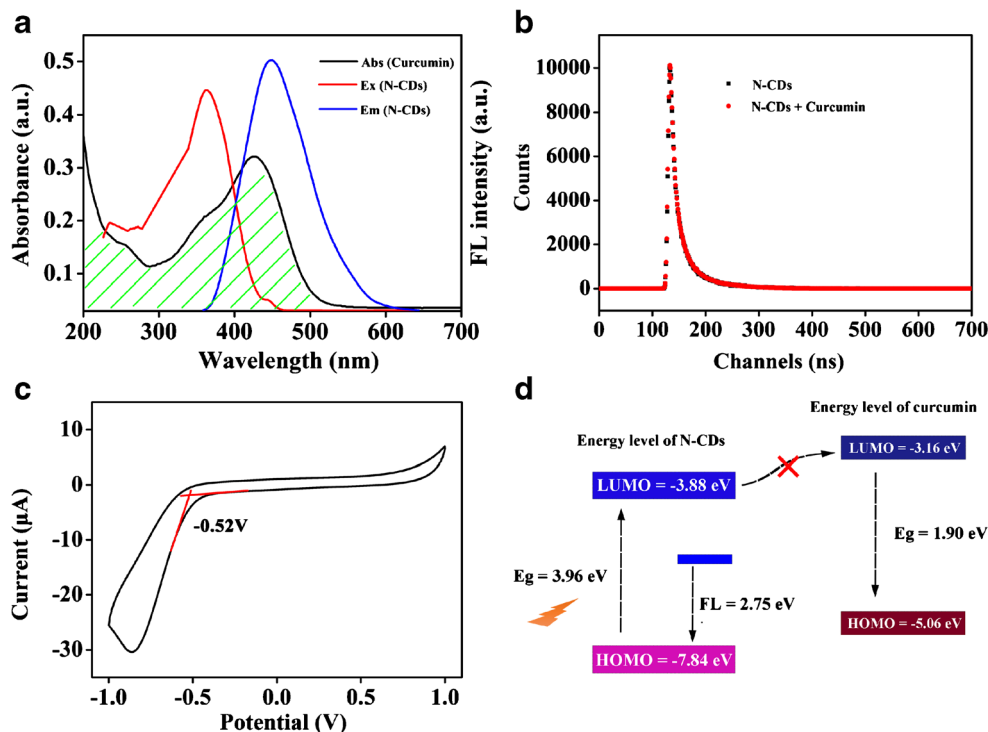 a
0.5
0.4
0.3
0.2
0.1
Absorbance (a.u.)
FL intensity (a.u.)
Abs (Curcumin)
Ex (N-CDs)
Em (N-CDs)
200 300 400 500 600 700
Wavelength (nm)
b
10000
8000
6000
4000
2000
0
Counts
N-CDs
N-CDs + Curcumin
0 100 200 300 400 500 600 700
Channels (ns)
c
10
0
-10
-20
-30
Current (μA)
-0.52V
-1.0 -0.5 0.0 0.5 1.0
Potential (V)
d
Energy level of curcumin
Energy level of N-CDs
LUMO = -3.16 eV
LUMO = -3.88 eV
Eg = 1.90 eV
Eg = 3.96 eV
FL = 2.75 eV
HOMO = -5.06 eV
HOMO = -7.84 eV